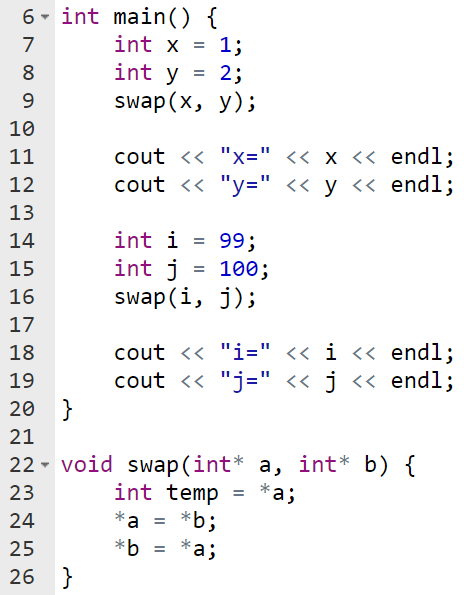 6 int main() {
7 int x = 1;
8 int y = 2;
9 swap(x, y);
10
11 cout << "x=" << x << endl;
12 cout << "y=" << y << endl;
13
14 int i = 99;
15 int j = 100;
16 swap(i, j);
17
18 cout << "i=" << i << endl;
19 cout << "j=" << j << endl;
20 }
21
22 void swap(int* a, int* b) {
23 int temp = *a;
24 *a = *b;
25 *b = *a;
26 }